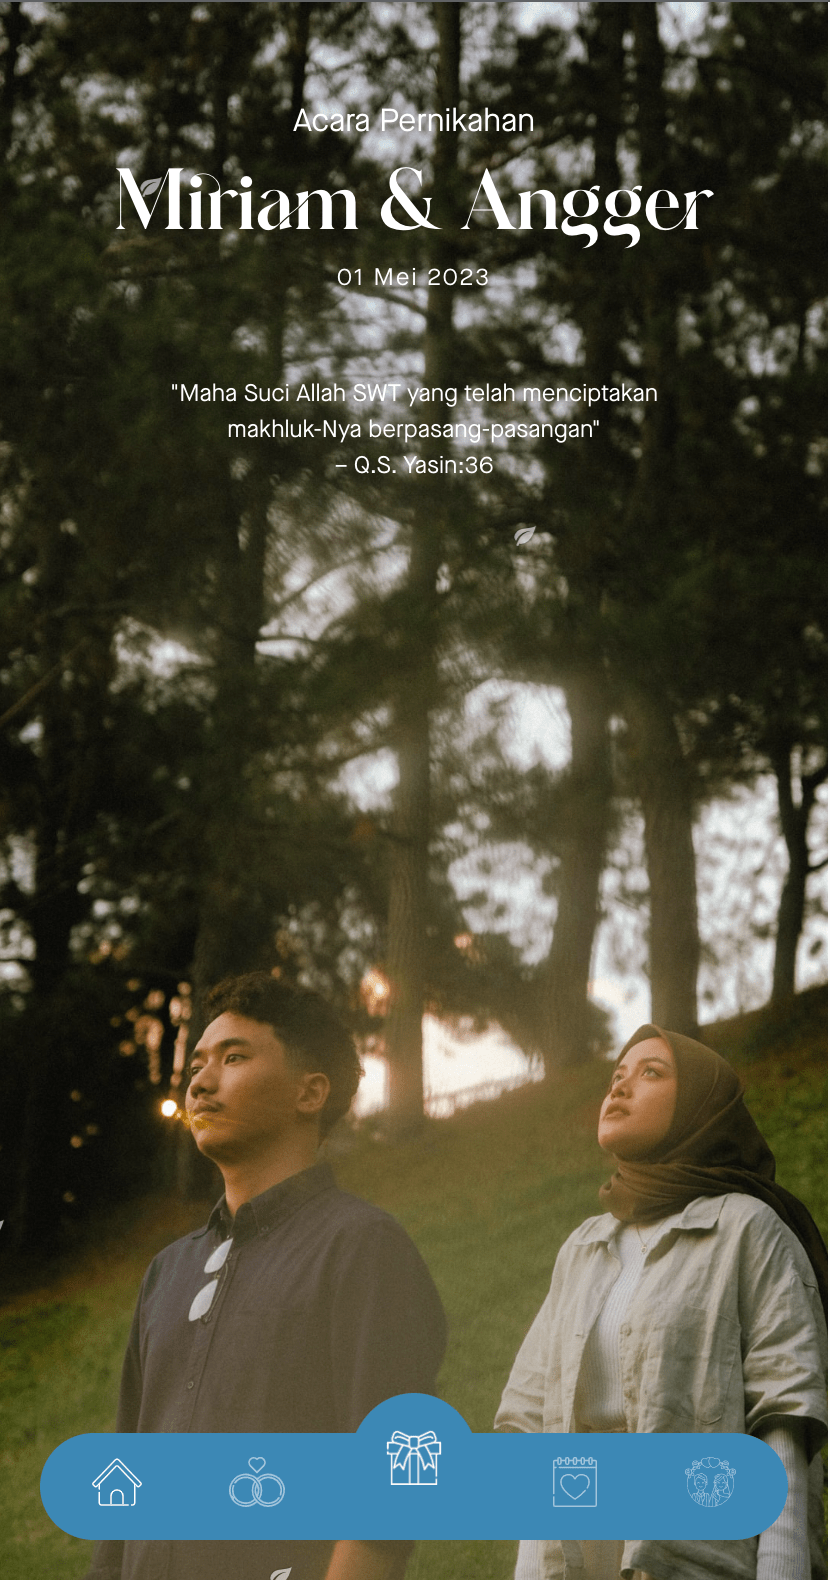 Acara Pernikahan
Miriam & Angger
01 Mei 2023
"Maha Suci Allah SWT yang telah menciptakan
makhluk-Nya berpasang-pasangan"
– Q.S. Yasin:36